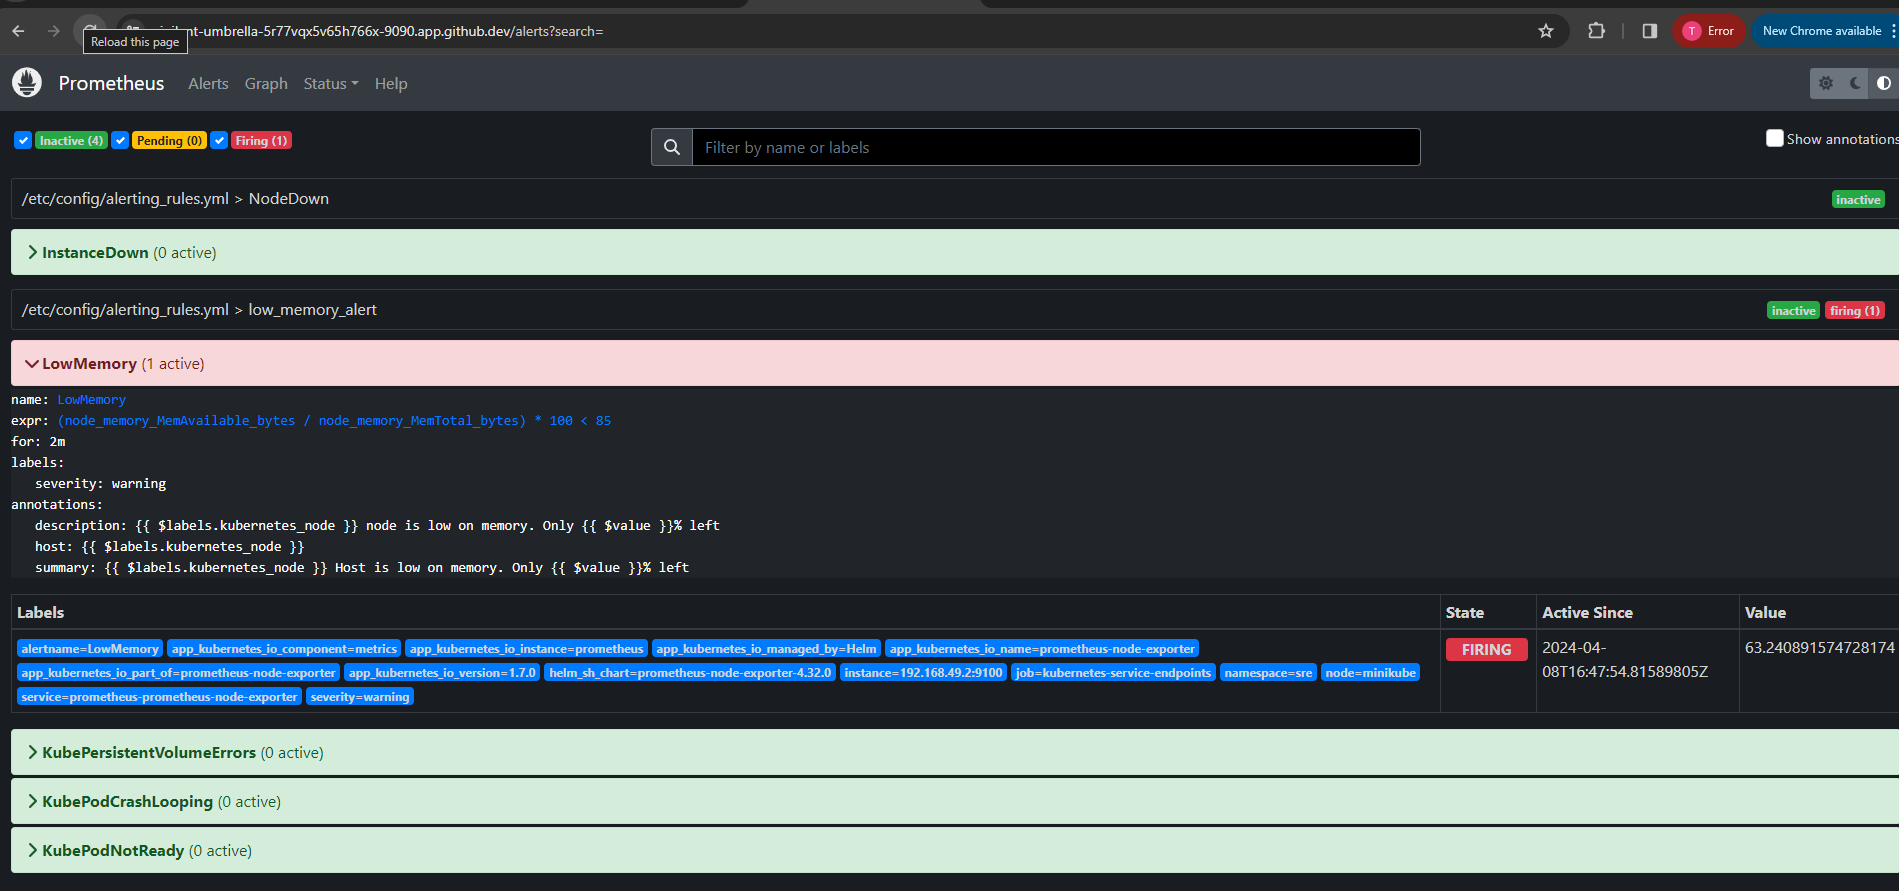 -umbrella-5r77vqx5v65h766x-9090.app.github.dev/alerts?search=
T Error
New Chrome available
Reload this page
Prometheus Alerts Graph Status Help
Inactive (4) Pending (0) Firing (1)
Filter by name or labels
Show annotations
/etc/config/alerting_rules.yml > NodeDown
inactive
InstanceDown (0 active)
/etc/config/alerting_rules.yml > low_memory_alert
inactive firing (1)
LowMemory (1 active)
name: LowMemory
expr: (node_memory_MemAvailable_bytes / node_memory_MemTotal_bytes) * 100 < 85
for: 2m
labels:
severity: warning
annotations:
description: {{ $labels.kubernetes_node }} node is low on memory. Only {{ $value }}% left
host: {{ $labels.kubernetes_node }}
summary: {{ $labels.kubernetes_node }} Host is low on memory. Only {{ $value }}% left
Labels State Active Since Value
alertname=LowMemory app_kubernetes_io_component=metrics app_kubernetes_io_instance=prometheus app_kubernetes_io_managed_by=Helm app_kubernetes_io_name=prometheus-node-exporter
app_kubernetes_io_part_of=prometheus-node-exporter app_kubernetes_io_version=1.7.0 helm_sh_chart=prometheus-node-exporter-4.32.0 instance=192.168.49.2:9100 job=kubernetes-service-endpoints namespace=sre node=minikube
service=prometheus-prometheus-node-exporter severity=warning
FIRING
2024-04-
08T16:47:54.81589805Z
63.240891574728174
KubePersistentVolumeErrors (0 active)
KubePodCrashLooping (0 active)
KubePodNotReady (0 active)